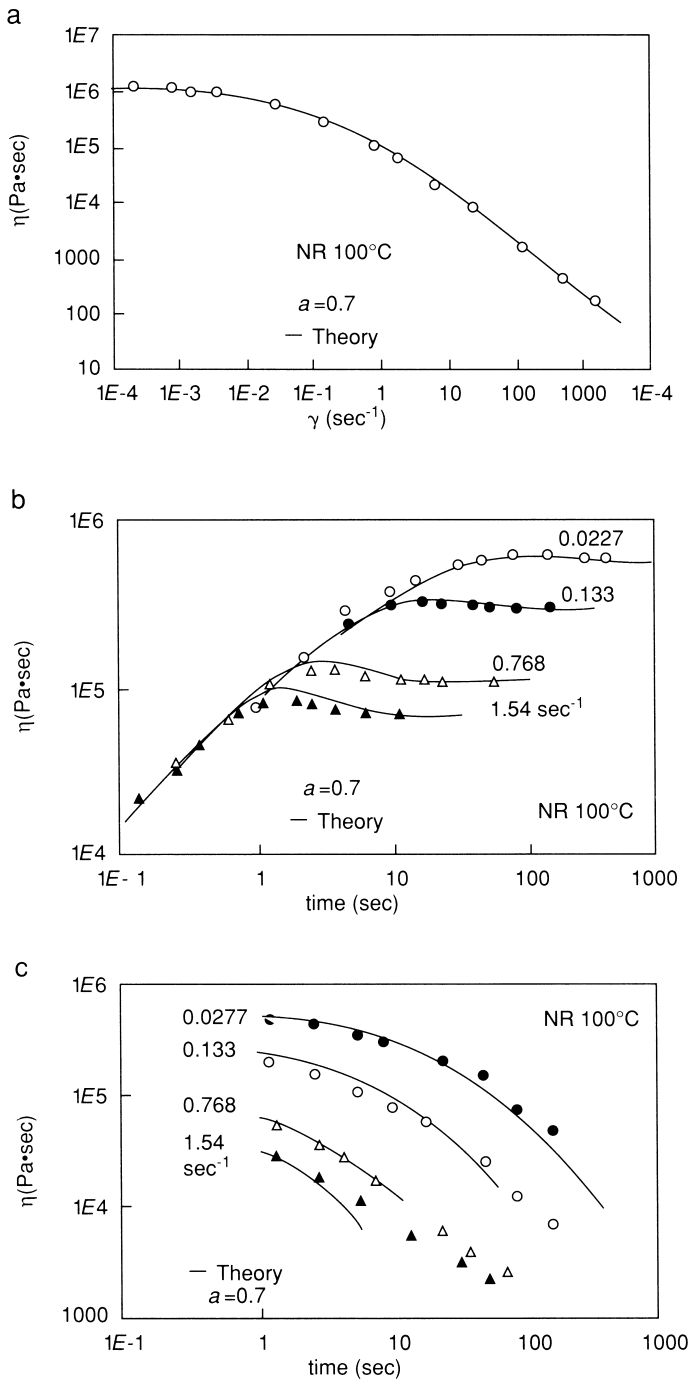 a
1E7
1E6
1E5
1E4
1000
100
10
η(Pa•sec)
NR 100°C
a=0.7
— Theory
1E-4 1E-3 1E-2 1E-1 1 10 100 1000 1E-4
γ (sec-1)
b
1E6
1E5
1E4
η(Pa•sec)
0.0227
0.133
0.768
1.54 sec-1
a=0.7
— Theory
NR 100°C
1E-1 1 10 100 1000
time (sec)
c
1E6
1E5
1E4
1000
η(Pa•sec)
NR 100°C
0.0277
0.133
0.768
1.54
sec-1
— Theory
a=0.7
1E-1 1 10 100 1000
time (sec)